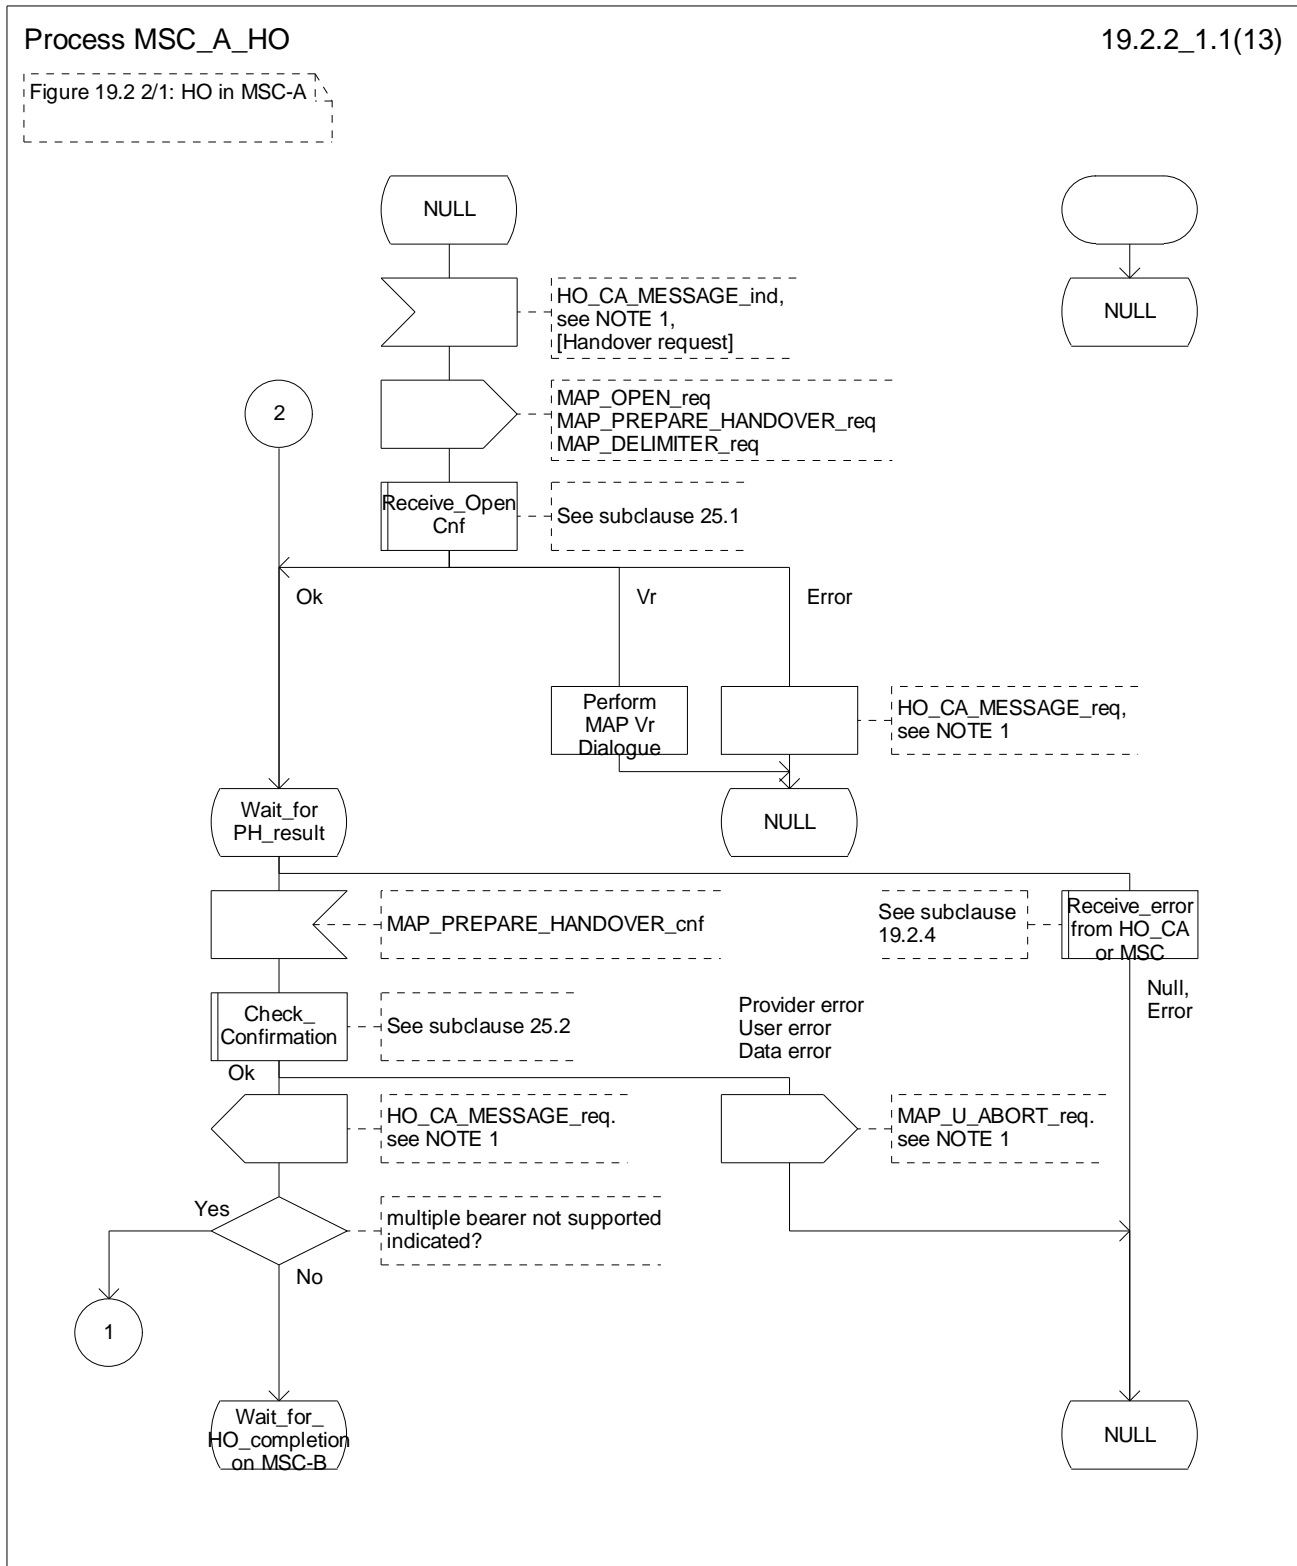 Process MSC_A_HO
19.2.2_1.1(13)
Figure 19.2 2/1: HO in MSC-A
NULL
HO_CA_MESSAGE_ind,
see NOTE 1,
[Handover request]
NULL
2
MAP_OPEN_req
MAP_PREPARE_HANDOVER_req
MAP_DELIMITER_req
Receive_Open
Cnf
See subclause 25.1
Ok
Vr
Error
Perform
MAP Vr
Dialogue
HO_CA_MESSAGE_req,
see NOTE 1
Wait_for
PH_result
NULL
MAP_PREPARE_HANDOVER_cnf
See subclause
19.2.4
Receive_error
from HO_CA
or MSC
Null,
Error
Check_
Confirmation
See subclause 25.2
Provider error
User error
Data error
Ok
HO_CA_MESSAGE_req.
see NOTE 1
MAP_U_ABORT_req.
see NOTE 1
Yes
multiple bearer not supported
indicated?
No
1
Wait_for_
HO_completion
on MSC-B
NULL